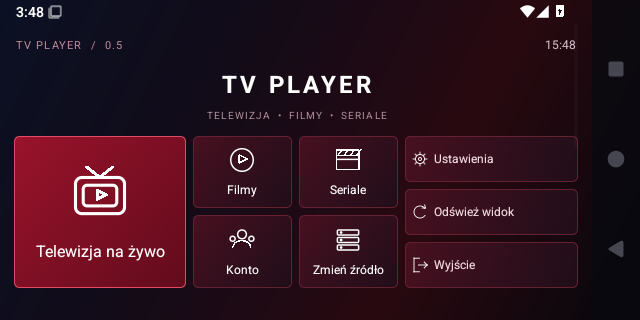 3:48
TV PLAYER / 0.5
15:48
TV PLAYER
TELEWIZJA • FILMY • SERIALE
Telewizja na żywo
Filmy
Seriale
Konto
Zmień źródło
Ustawienia
Odśwież widok
Wyjście